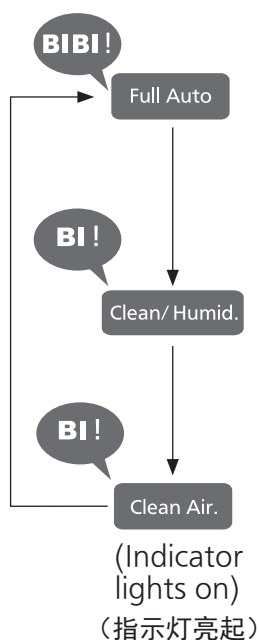 BIBI!
Full Auto
BI!
Clean/Humid.
BI!
Clean Air.
(Indicator
lights on)
（指示灯亮起）